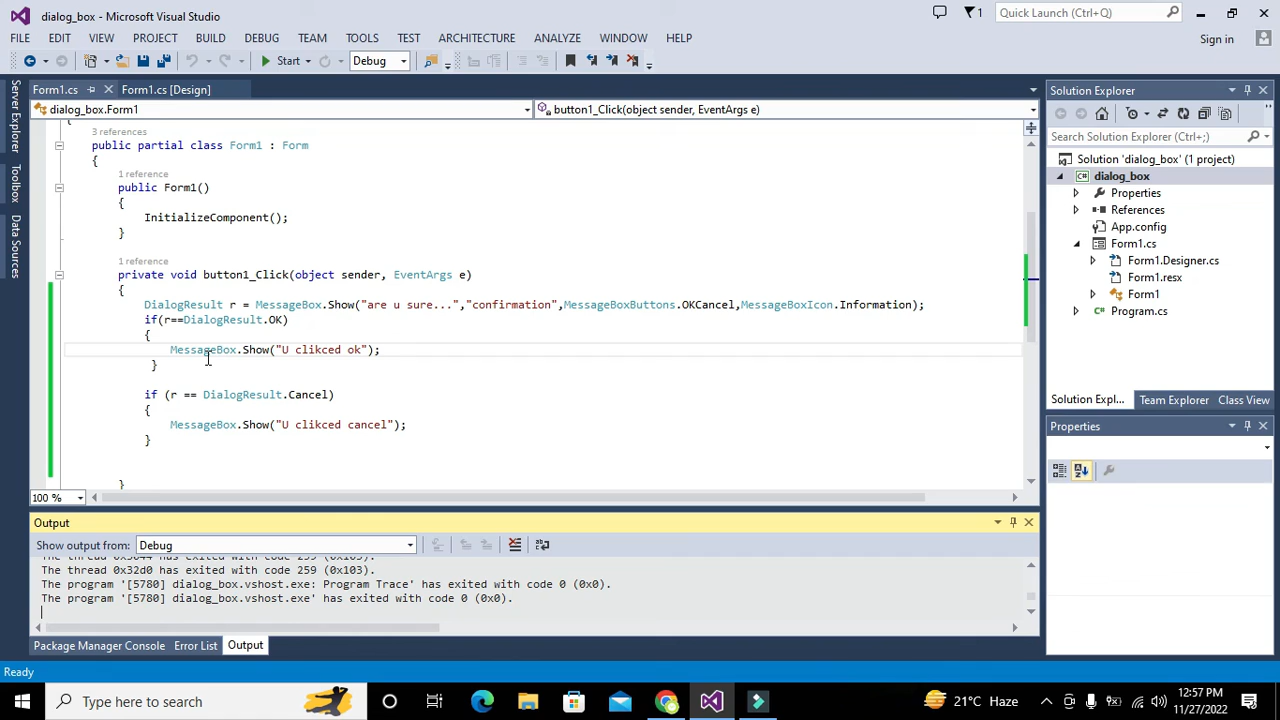 dialog_box - Microsoft Visual Studio
1
Quick Launch (Ctrl+Q)
FILE EDIT VIEW PROJECT BUILD DEBUG TEAM TOOLS TEST ARCHITECTURE ANALYZE WINDOW HELP
Sign in
Start
Debug
Form1.cs
Form1.cs [Design]
dialog_box.Form1
button1_Click(object sender, EventArgs e)
{
3 references
public partial class Form1 : Form
{
1 reference
public Form1()
{
InitializeComponent();
}
1 reference
private void button1_Click(object sender, EventArgs e)
{
DialogResult r = MessageBox.Show("are u sure...","confirmation",MessageBoxButtons.OKCancel,MessageBoxIcon.Information);
if(r==DialogResult.OK)
{
MessageBox.Show("U clikced ok");
}
if (r == DialogResult.Cancel)
{
MessageBox.Show("U clikced cancel");
}
}
100 %
Server Explorer
Toolbox
Data Sources
Solution Explorer
Search Solution Explorer (Ctrl+;)
Solution 'dialog_box' (1 project)
dialog_box
Properties
References
App.config
Form1.cs
Form1.Designer.cs
Form1.resx
Form1
Program.cs
Solution Expl...
Team Explorer
Class View
Properties
Output
Show output from:
Debug
The thread 0x32d0 has exited with code 259 (0x103).
The program '[5780] dialog_box.vshost.exe: Program Trace' has exited with code 0 (0x0).
The program '[5780] dialog_box.vshost.exe' has exited with code 0 (0x0).
Package Manager Console
Error List
Output
Ready
Type here to search
21°C Haze
12:57 PM
11/27/2022